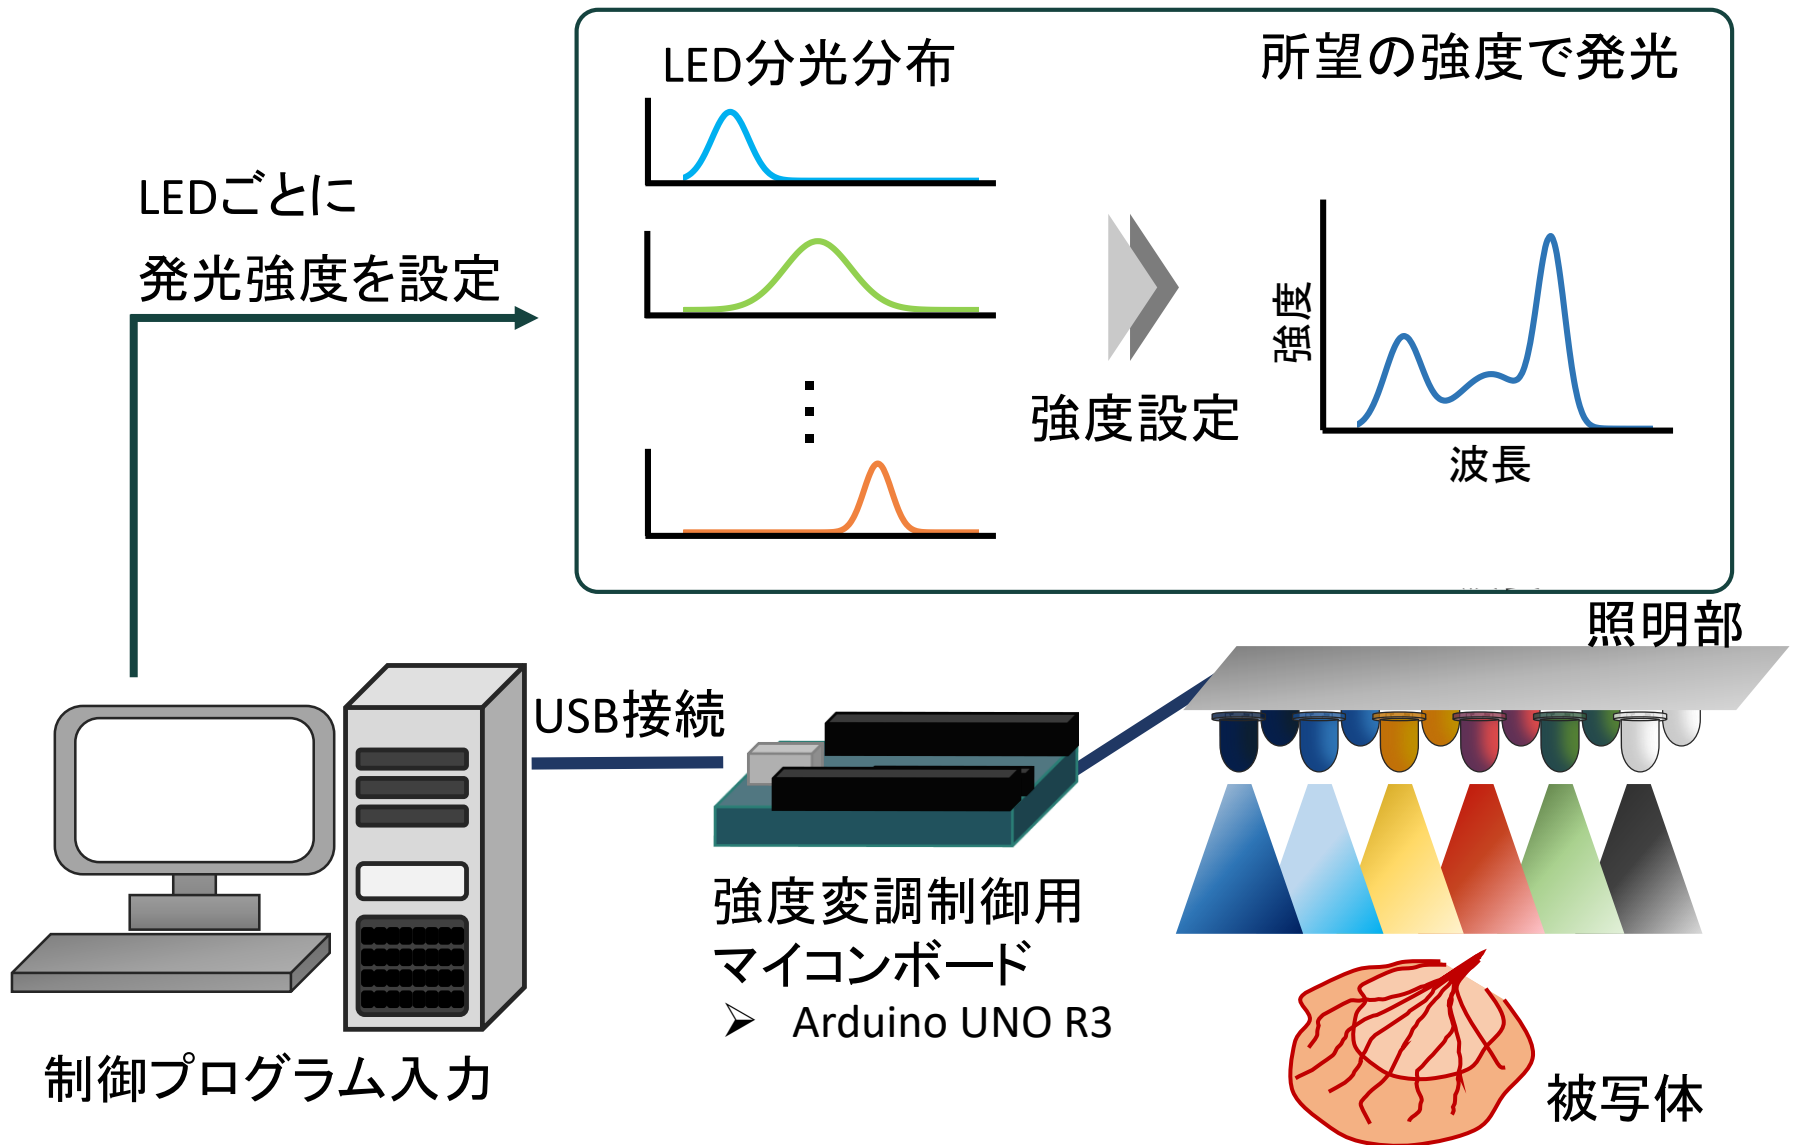 LED分光分布
所望の強度で発光
LEDごとに
発光強度を設定
強度
強度設定
波長
照明部
USB接続
強度変調制御用
マイコンボード
➢ Arduino UNO R3
制御プログラム入力
被写体